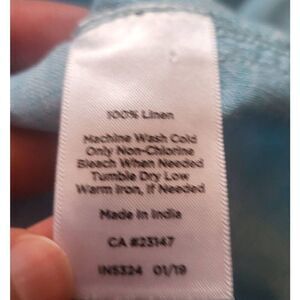 100% Linen
Machine Wash Cold
Only Non-Chlorine
Bleach When Needed
Tumble Dry Low
Warm Iron, If Needed
Made in India
CA #23147
IN5324 01/19